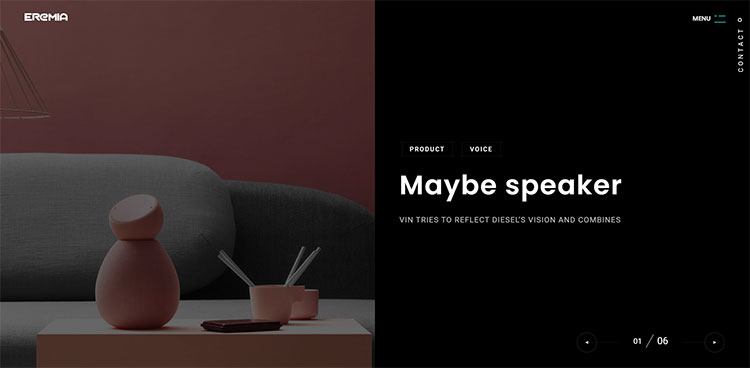 EREMIA
MENU
CONTACT
PRODUCT
VOICE
Maybe speaker
VIN TRIES TO REFLECT DIESEL'S VISION AND COMBINES
01 / 06